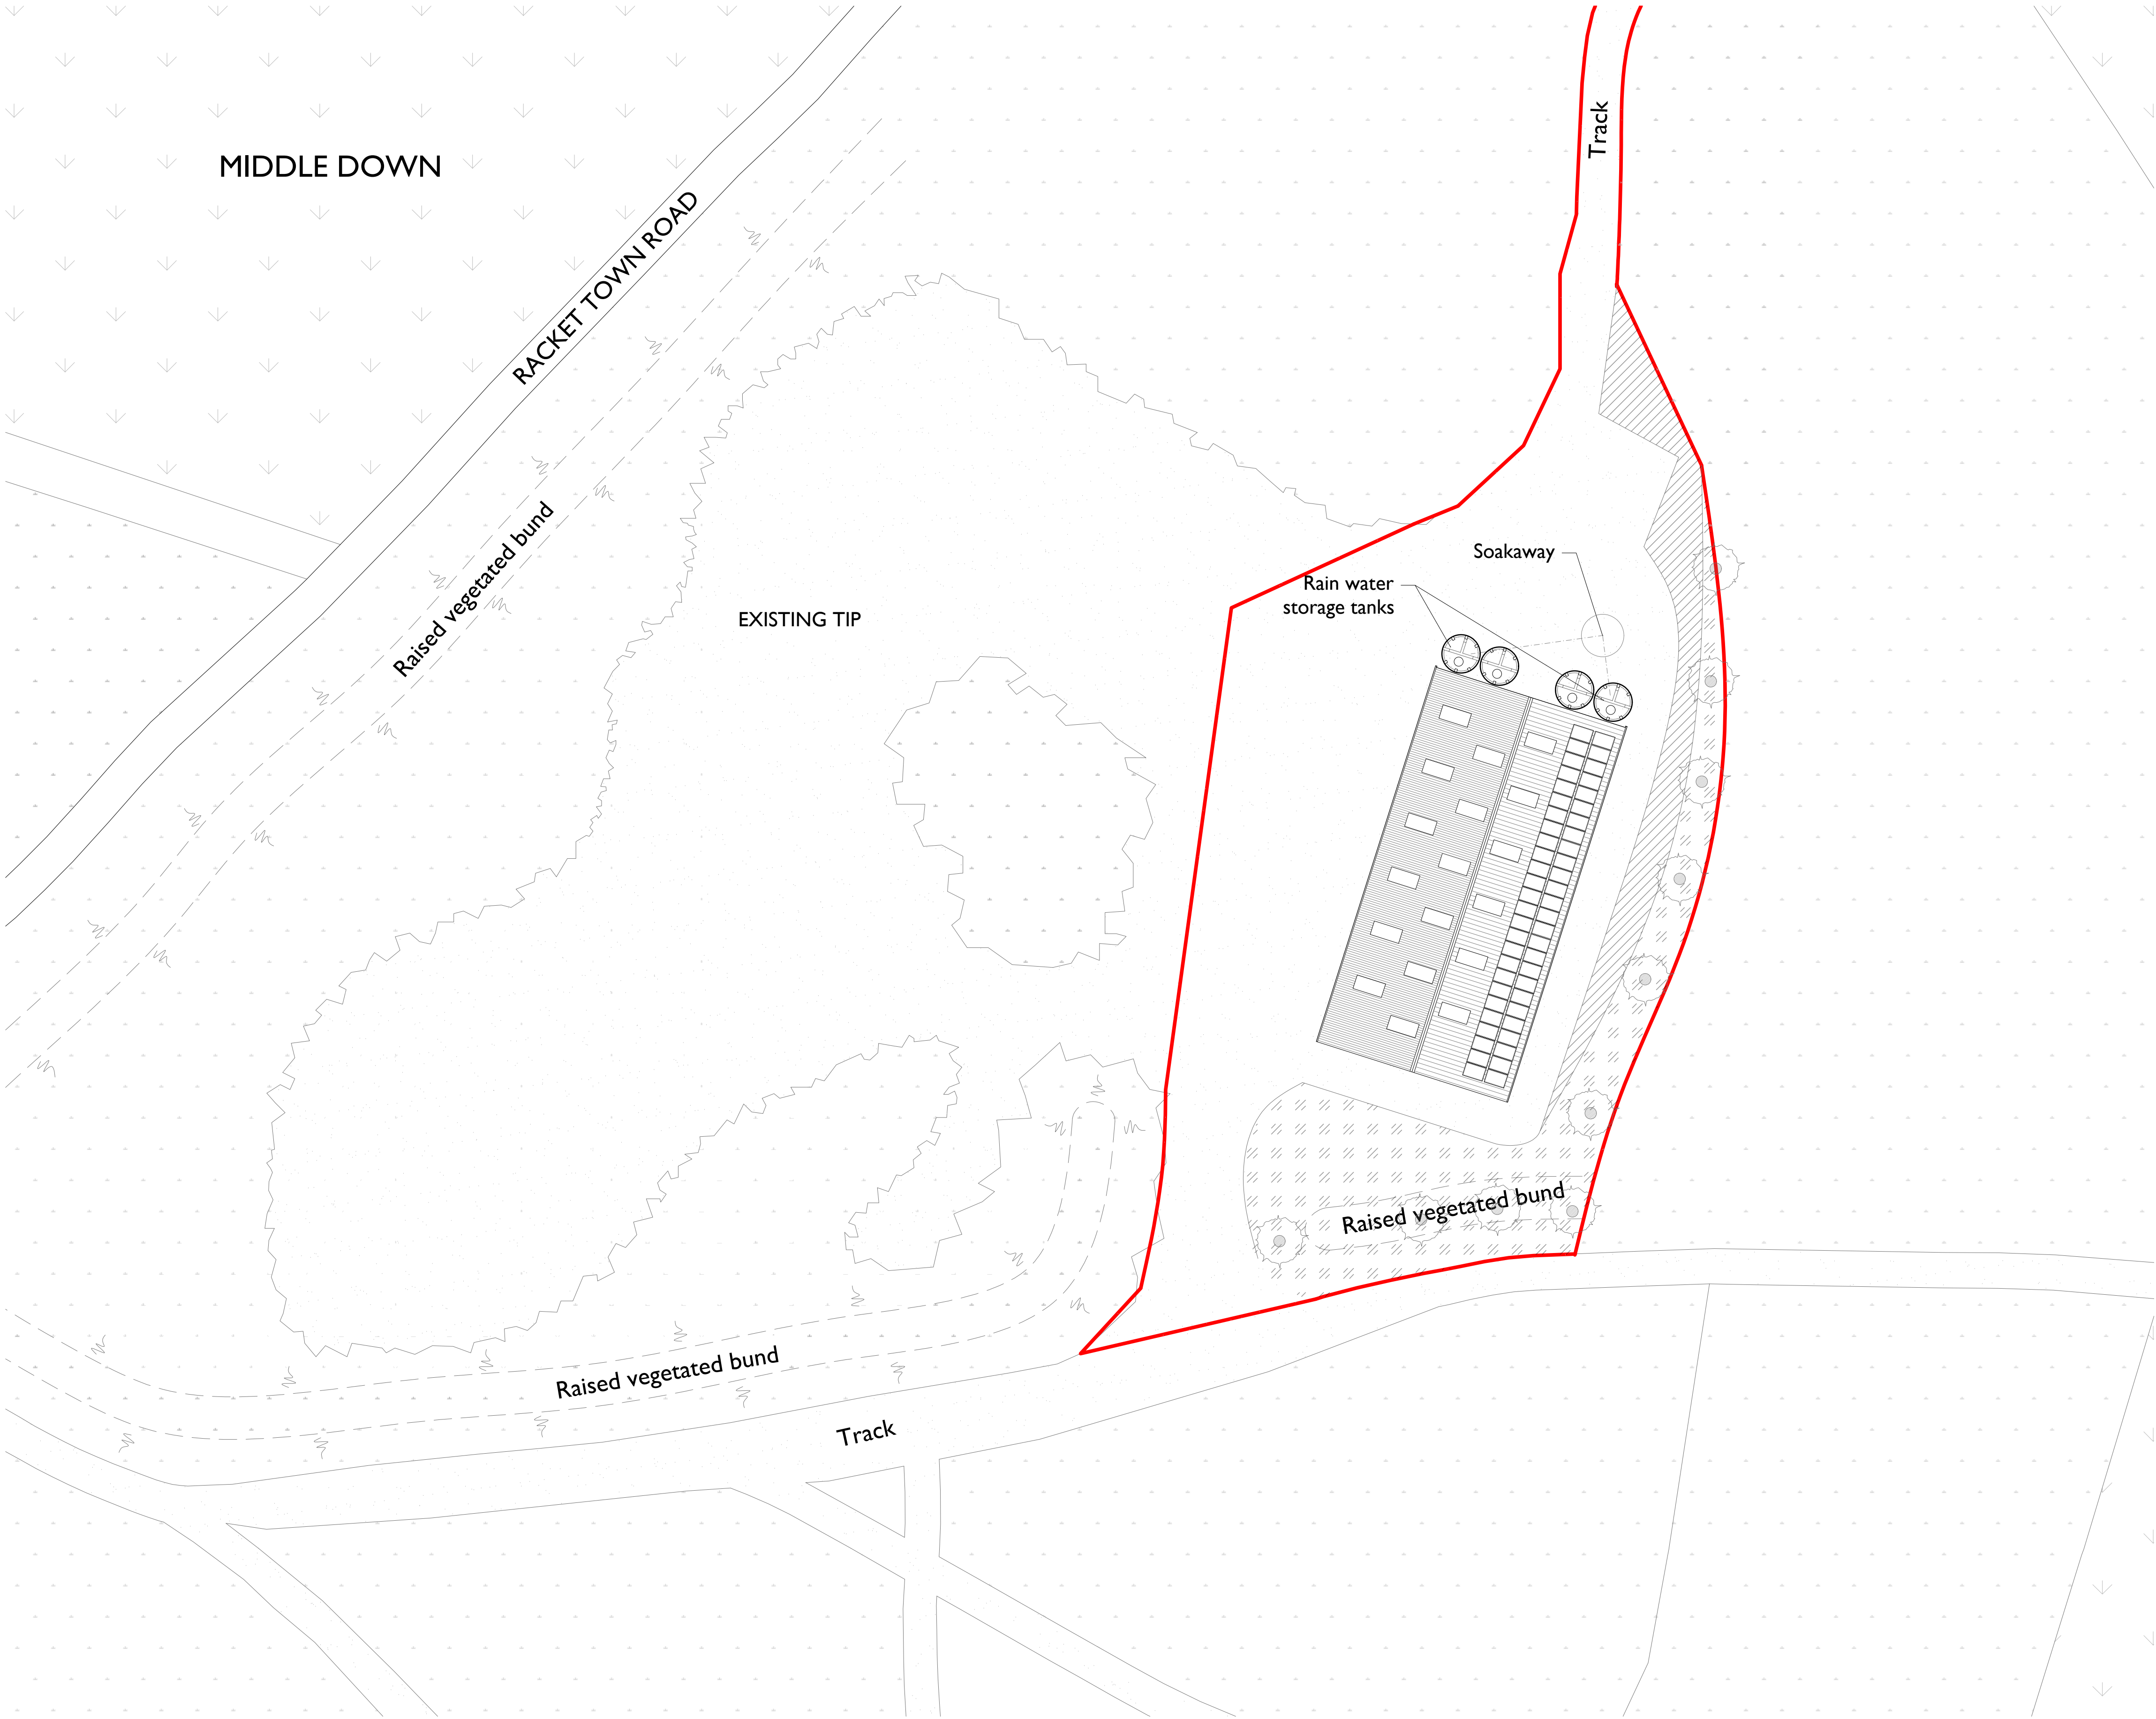 Track
MIDDLE DOWN
RACKET TOWN ROAD
Raised vegetated bund
Soakaway
Rain water
storage tanks
EXISTING TIP
Raised vegetated bund
Raised vegetated bund
Track